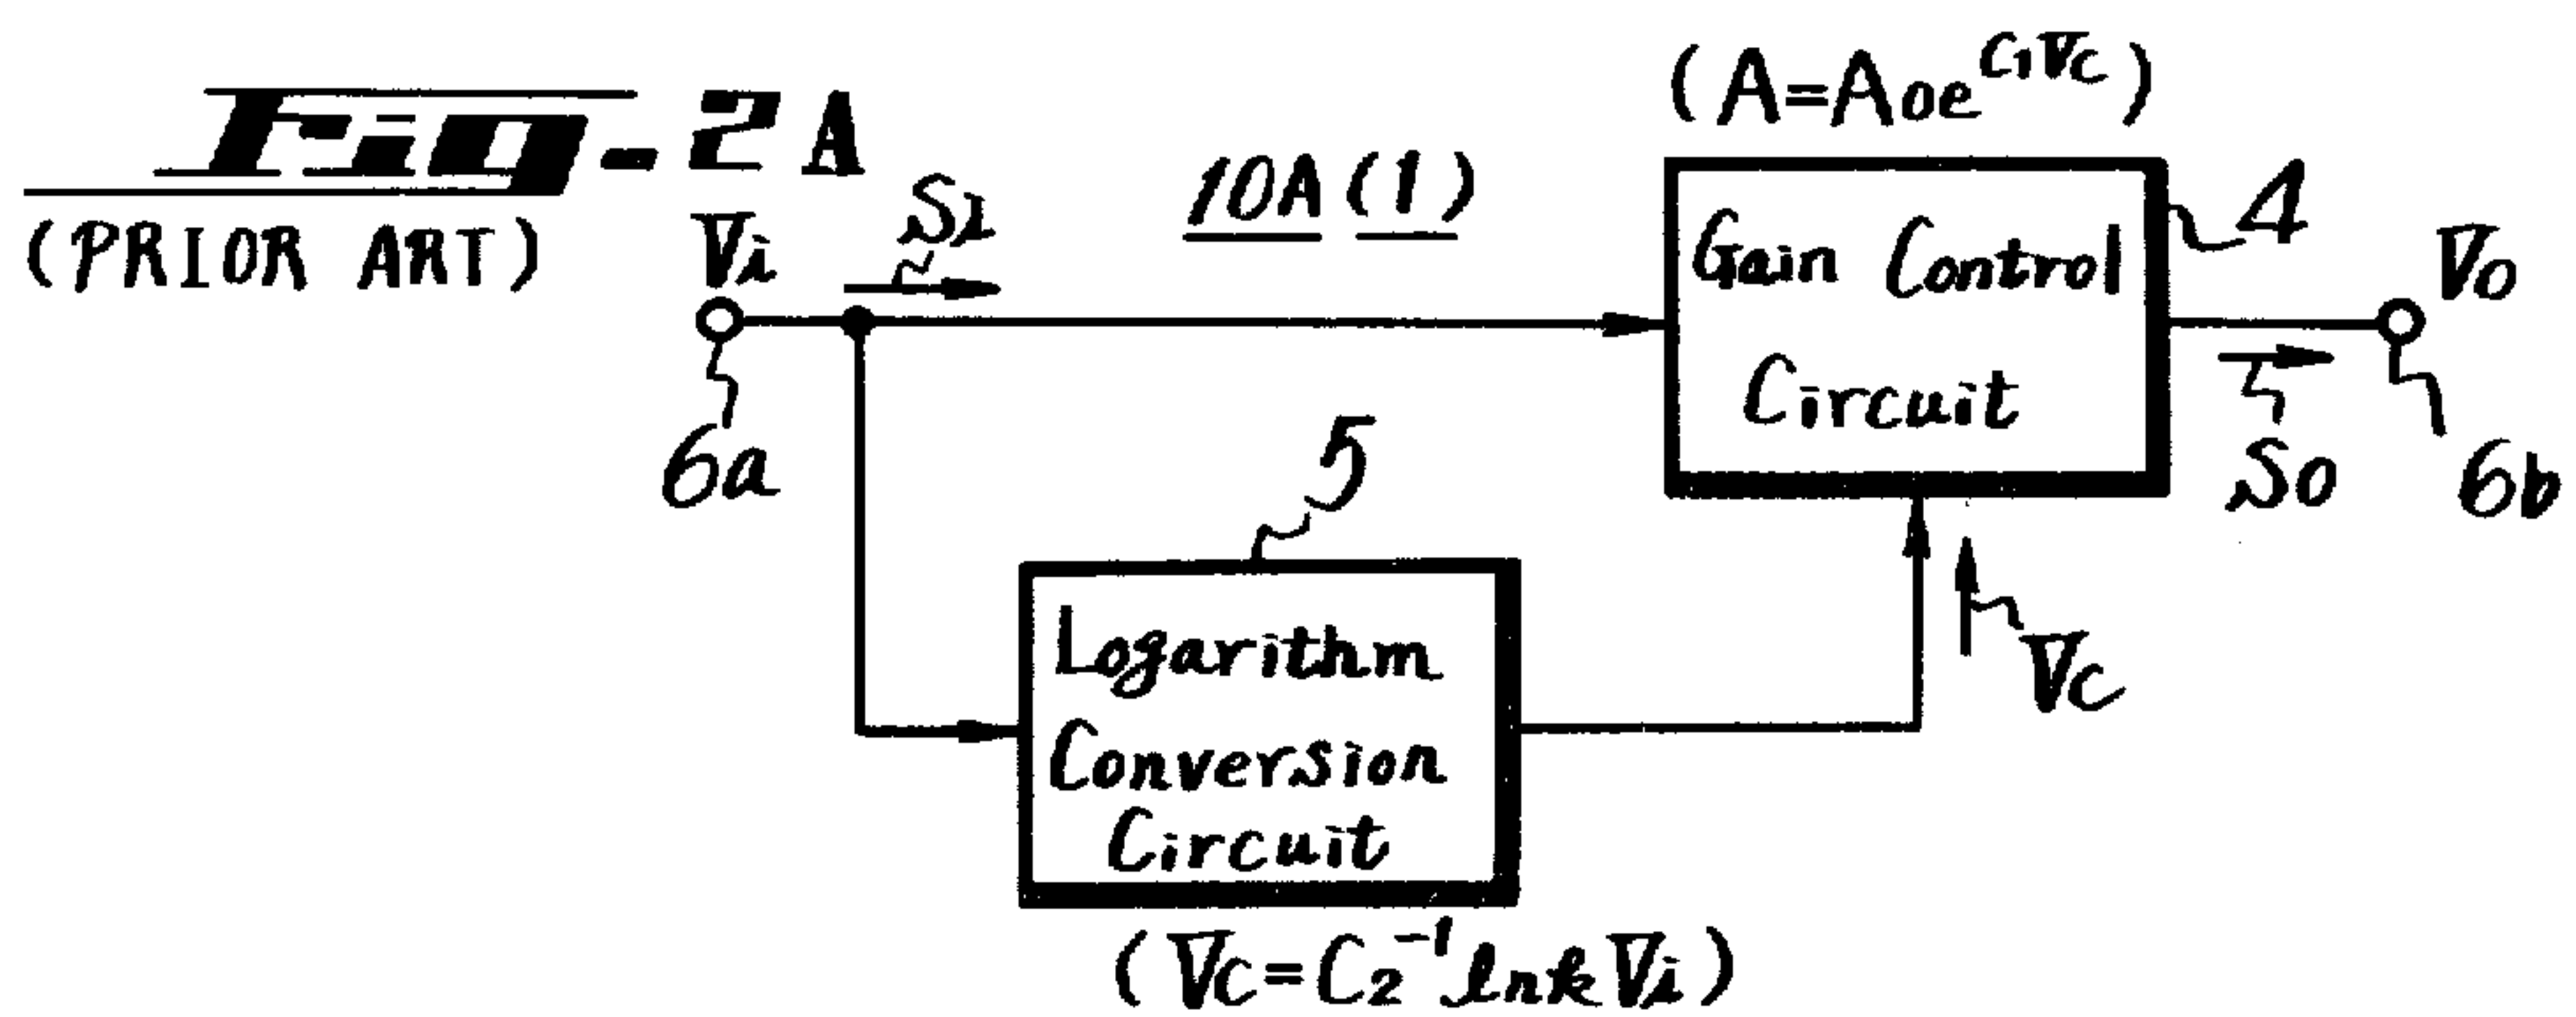 Fig-2A
(PRIOR ART)
(A=A0e^C1Vc)
10A(1)
Si
Vi
6a
Gain Control
Circuit
4
Vo
So
6b
5
Logarithm
Conversion
Circuit
Vc
(Vc=C2^-1 lnkVi)